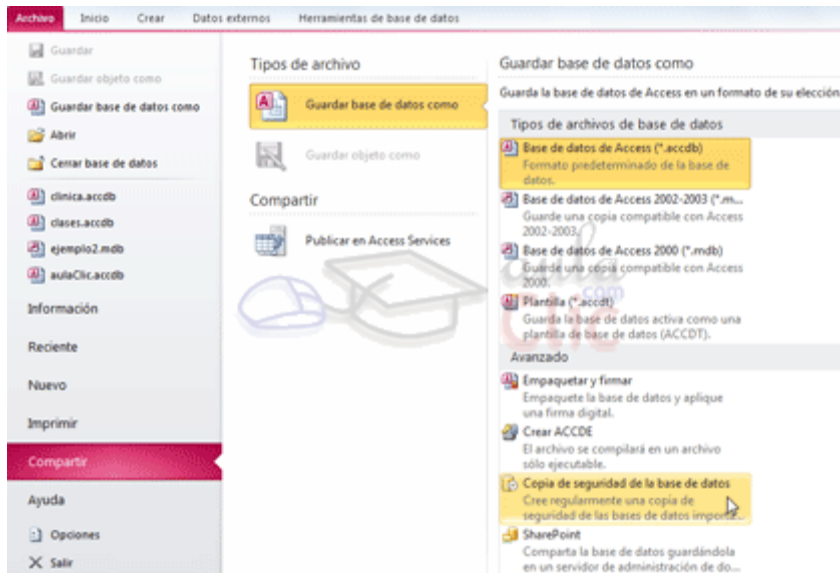 Archivo Inicio Crear Datos externos Herramientas de base de datos
Guardar
Guardar objeto como
Guardar base de datos como
Abrir
Cerrar base de datos
clinica.accdb
clases.accdb
ejemplo2.mdb
aulaClic.accdb
Información
Reciente
Nuevo
Imprimir
Compartir
Ayuda
Opciones
Salir
Tipos de archivo
Guardar base de datos como
Guardar objeto como
Compartir
Publicar en Access Services
Guardar base de datos como
Guarda la base de datos de Access en un formato de su elección
Tipos de archivos de base de datos
Base de datos de Access (*.accdb)
Formato predeterminado de la base de
datos.
Base de datos de Access 2002-2003 (*.m...
Guarde una copia compatible con Access
2002-2003.
Base de datos de Access 2000 (*.mdb)
Guarde una copia compatible con Access
2000.
Plantilla (*.accdt)
Guarda la base de datos activa como una
plantilla de base de datos (ACCDT).
Avanzado
Empaquetar y firmar
Empaquete la base de datos y aplique
una firma digital.
Crear ACCDE
El archivo se compilará en un archivo
sólo ejecutable.
Copia de seguridad de la base de datos
Cree regularmente una copia de
seguridad de las bases de datos importa...
SharePoint
Comparta la base de datos guardándola
en un servidor de administración de do...
aula
com
Clic